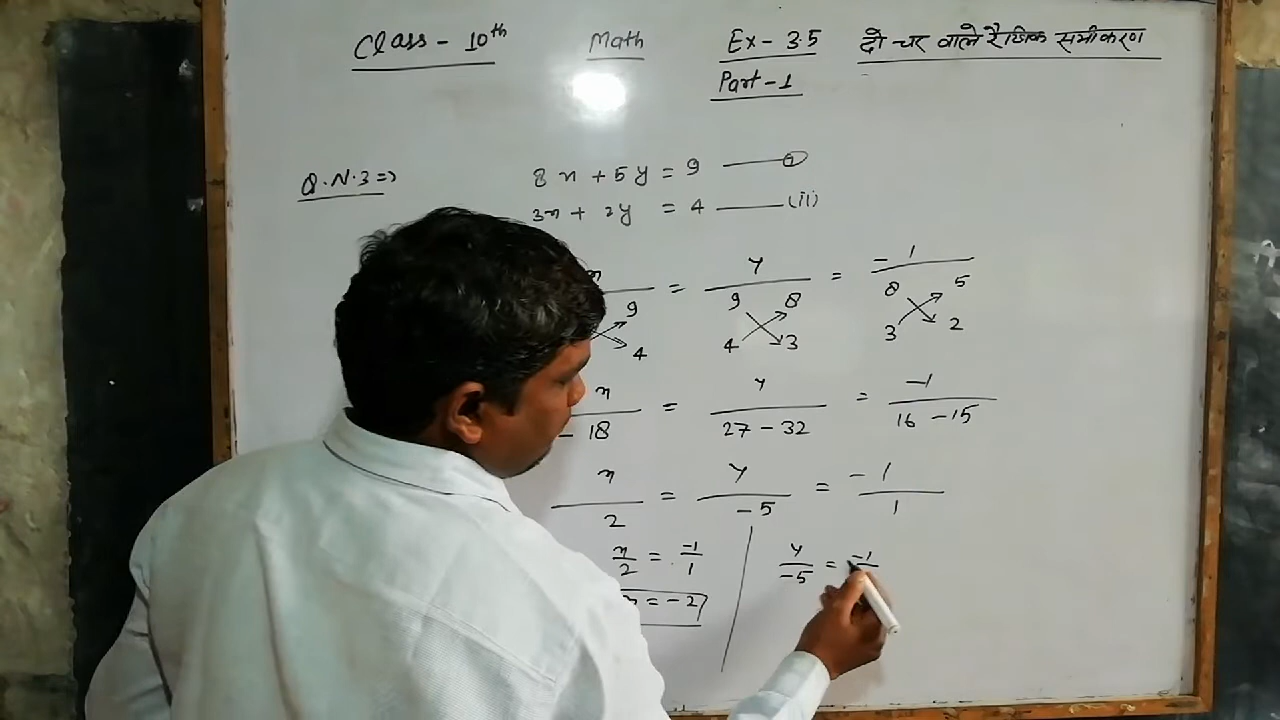 Class - 10th Math Ex - 3.5 दो चर वाले रैखिक समीकरण
Part - 1
Q.N.3 => 8x + 5y = 9 —— (i)
3x + 2y = 4 —— (ii)
x = y = -1
9 9 8 8 5
4 4 3 3 2
x = y = -1
- 18 27 - 32 16 - 15
x = y = -1
2 -5 1
x/2 = -1/1 y/-5 = -1
x = -2